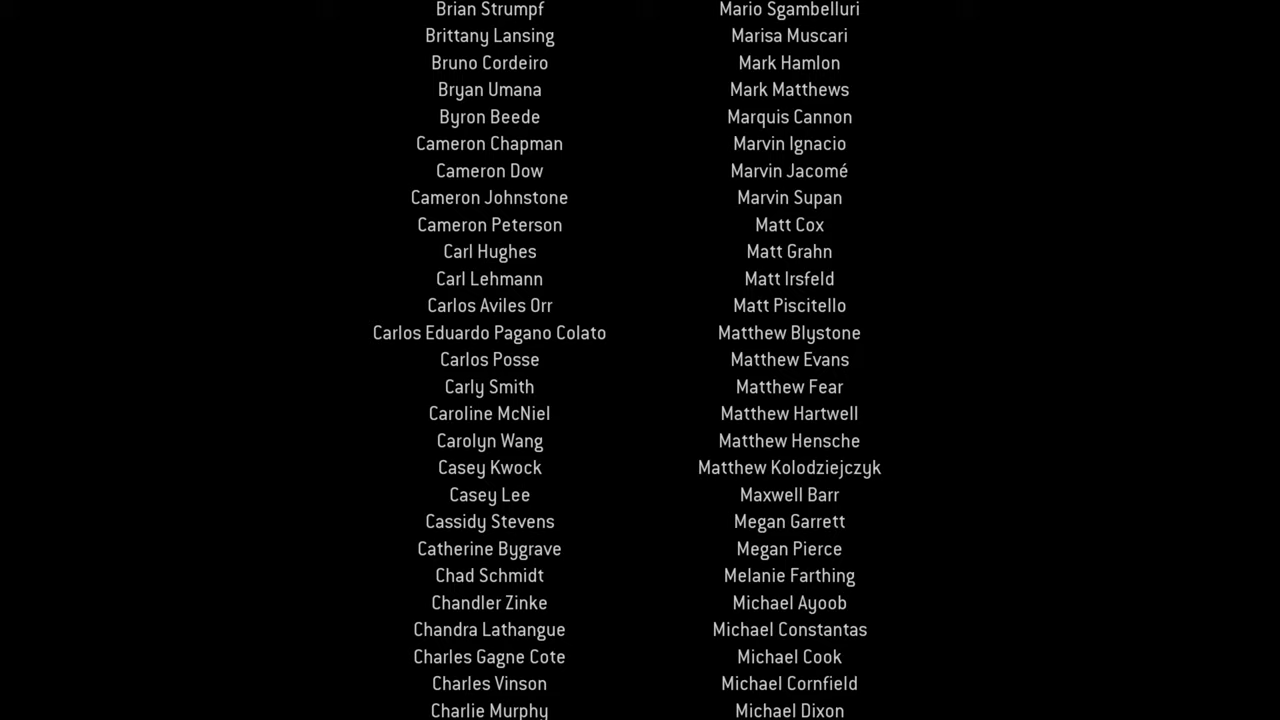 Brian Strumpf
Brittany Lansing
Bruno Cordeiro
Bryan Umana
Byron Beede
Cameron Chapman
Cameron Dow
Cameron Johnstone
Cameron Peterson
Carl Hughes
Carl Lehmann
Carlos Aviles Orr
Carlos Eduardo Pagano Colato
Carlos Posse
Carly Smith
Caroline McNiel
Carolyn Wang
Casey Kwock
Casey Lee
Cassidy Stevens
Catherine Bygrave
Chad Schmidt
Chandler Zinke
Chandra Lathangue
Charles Gagne Cote
Charles Vinson
Charlie Murphy
Mario Sgambelluri
Marisa Muscari
Mark Hamlon
Mark Matthews
Marquis Cannon
Marvin Ignacio
Marvin Jacomé
Marvin Supan
Matt Cox
Matt Grahn
Matt Irsfeld
Matt Piscitello
Matthew Blystone
Matthew Evans
Matthew Fear
Matthew Hartwell
Matthew Hensche
Matthew Kolodziejczyk
Maxwell Barr
Megan Garrett
Megan Pierce
Melanie Farthing
Michael Ayoob
Michael Constantas
Michael Cook
Michael Cornfield
Michael Dixon